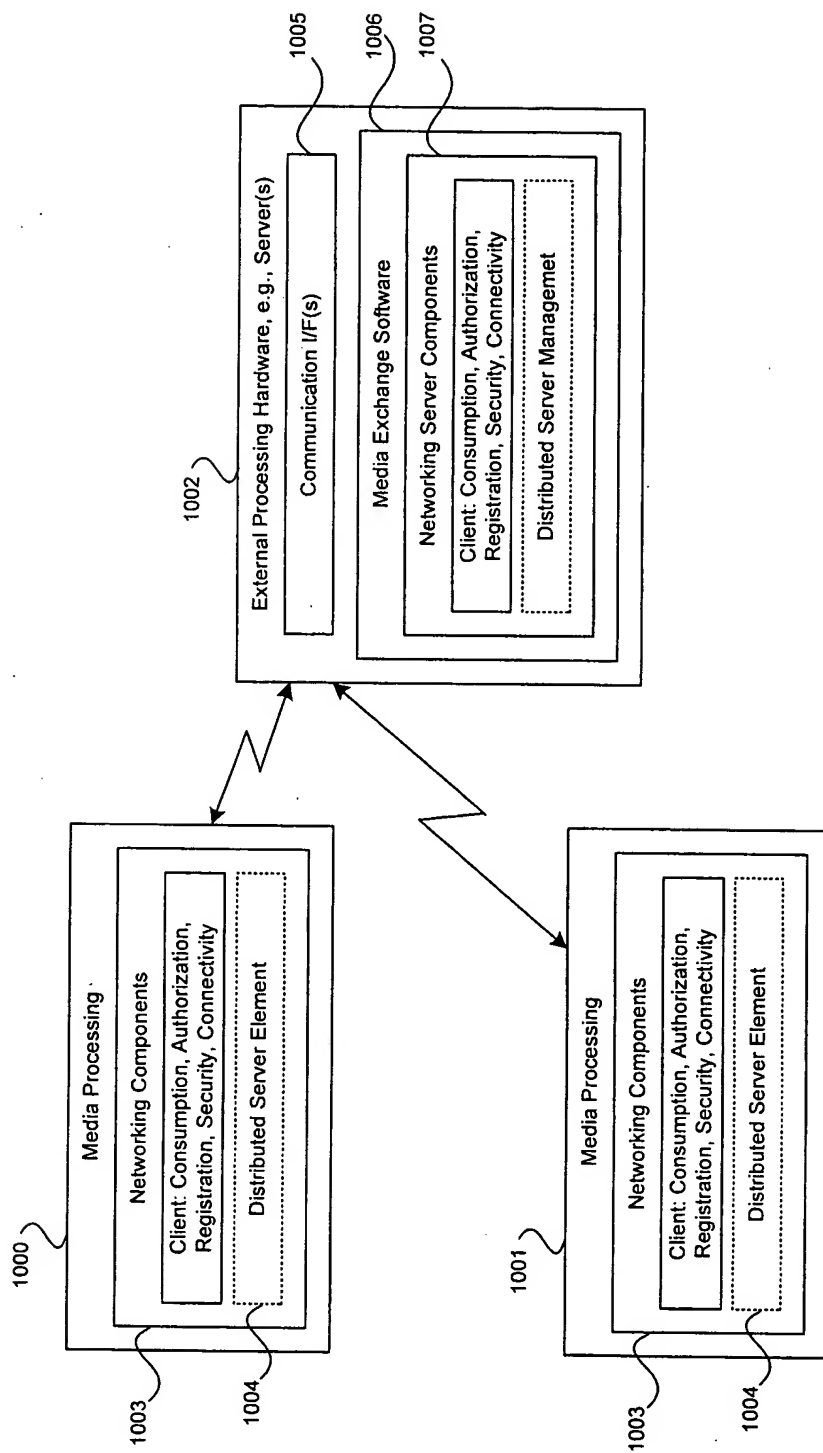 1000
Media Processing
Networking Components
Client: Consumption, Authorization,
Registration, Security, Connectivity
Distributed Server Element
1003
1004
1002
External Processing Hardware, e.g., Server(s)
Communication I/F(s)
1005
Media Exchange Software
1006
Networking Server Components
1007
Client: Consumption, Authorization,
Registration, Security, Connectivity
Distributed Server Managemet
1001
Media Processing
Networking Components
Client: Consumption, Authorization,
Registration, Security, Connectivity
Distributed Server Element
1003
1004